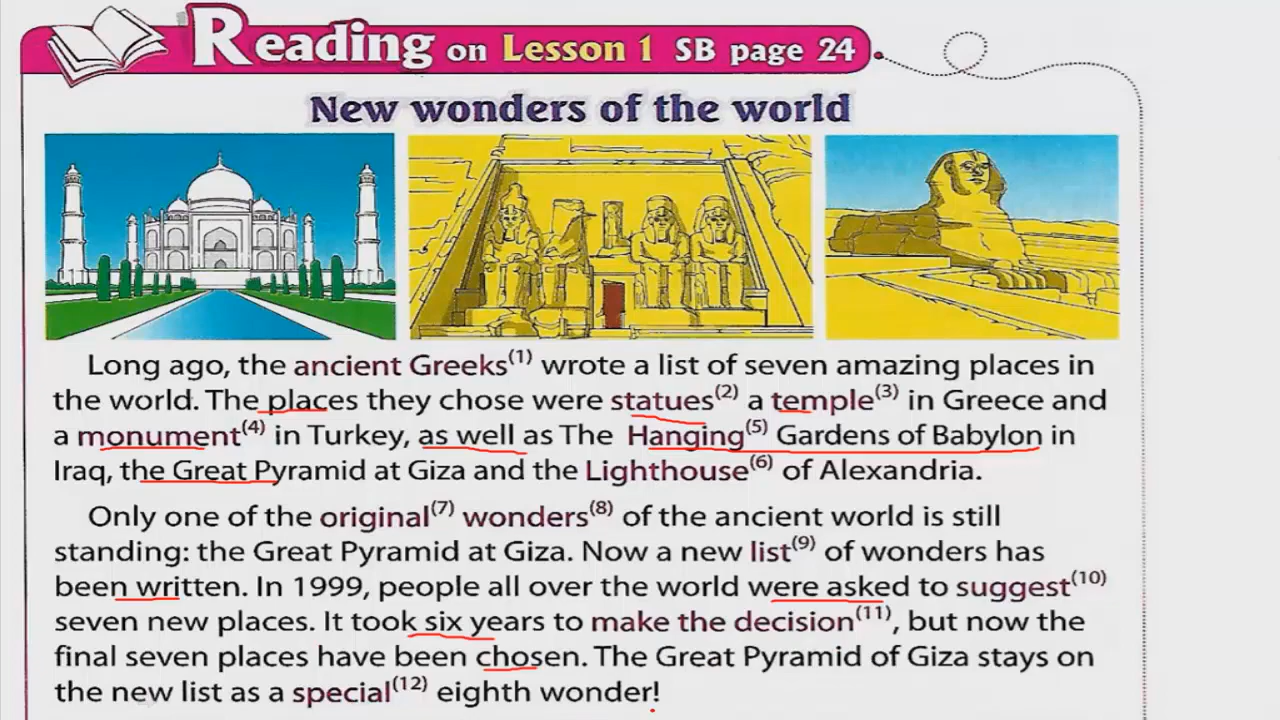 Reading on Lesson 1 SB page 24
New wonders of the world
Long ago, the ancient Greeks(1) wrote a list of seven amazing places in
the world. The places they chose were statues(2) a temple(3) in Greece and
a monument(4) in Turkey, as well as The Hanging(5) Gardens of Babylon in
Iraq, the Great Pyramid at Giza and the Lighthouse(6) of Alexandria.
Only one of the original(7) wonders(8) of the ancient world is still
standing: the Great Pyramid at Giza. Now a new list(9) of wonders has
been written. In 1999, people all over the world were asked to suggest(10)
seven new places. It took six years to make the decision(11), but now the
final seven places have been chosen. The Great Pyramid of Giza stays on
the new list as a special(12) eighth wonder!